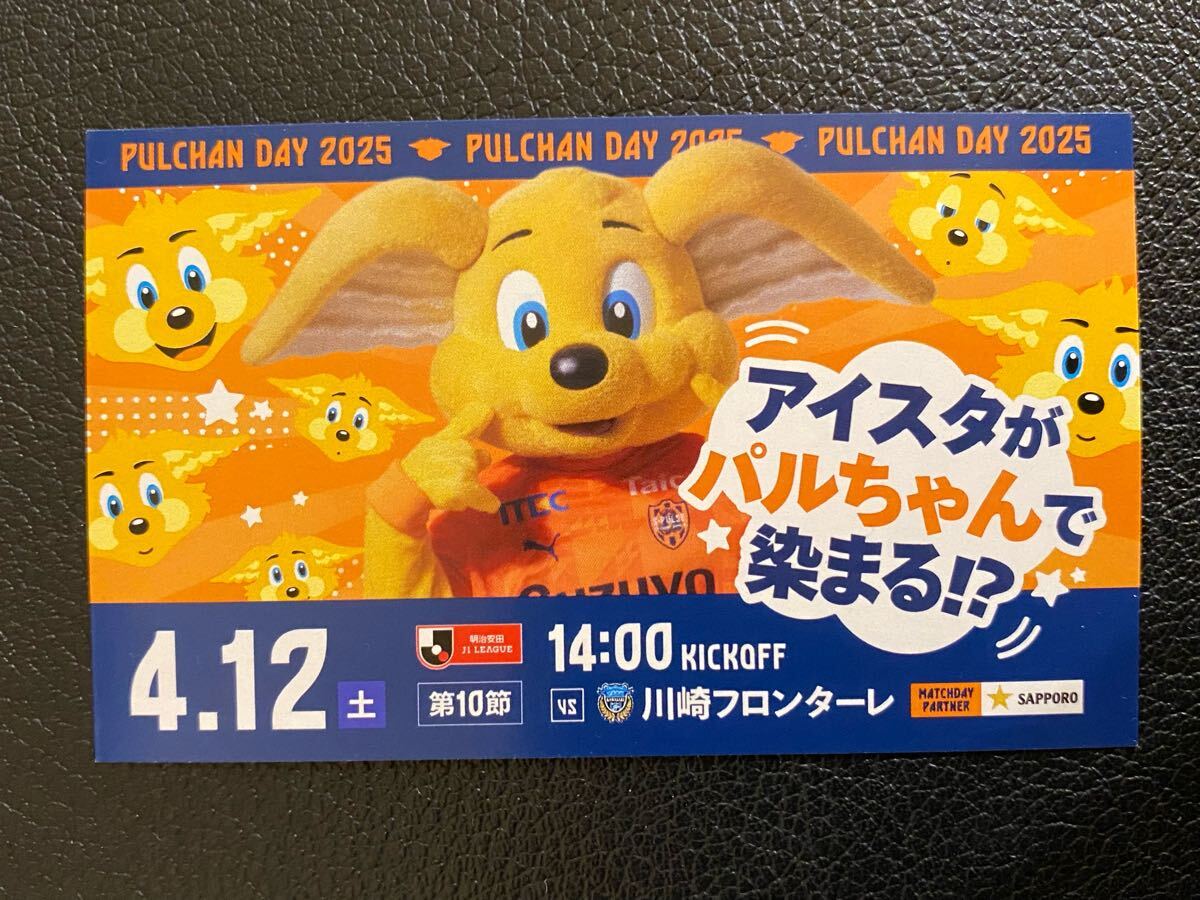 PULCHAN DAY 2025 PULCHAN DAY 2025 PULCHAN DAY 2025
アイスタが
パルちゃんで
染まる!?
ITEC
S-PULSE
4.12 土
明治安田
J1 LEAGUE
14:00 KICKOFF
第10節
VS 川崎フロンターレ
MATCHDAY
PARTNER
SAPPORO